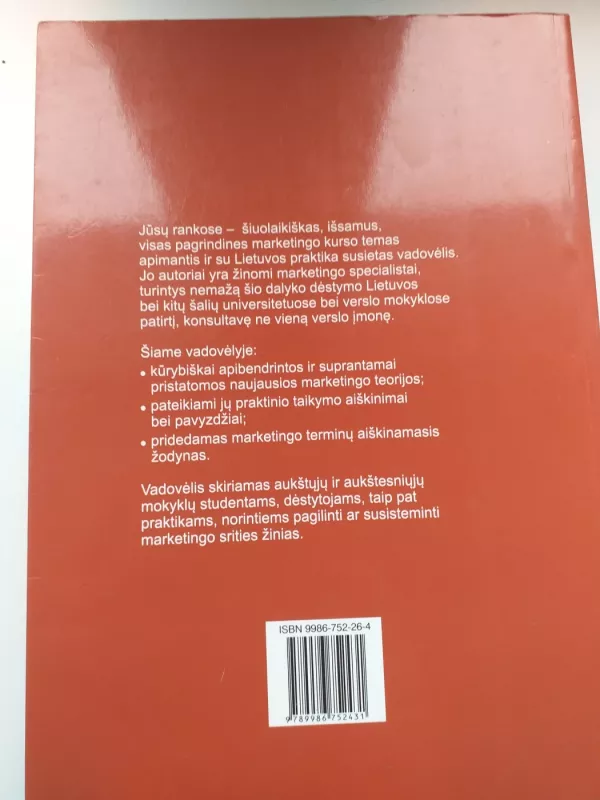 Jūsų rankose – šiuolaikiškas, išsamus,
visas pagrindines marketingo kurso temas
apimantis ir su Lietuvos praktika susietas vadovėlis.
Jo autoriai yra žinomi marketingo specialistai,
turintys nemažą šio dalyko dėstymo Lietuvos
bei kitų šalių universitetuose bei verslo mokyklose
patirtį, konsultavę ne vieną verslo įmonę.
Šiame vadovėlyje:
• kūrybiškai apibendrintos ir suprantamai
pristatomos naujausios marketingo teorijos;
• pateikiami jų praktinio taikymo aiškinimai
bei pavyzdžiai;
• pridedamas marketingo terminų aiškinamasis
žodynas.
Vadovėlis skiriamas aukštųjų ir aukštesniųjų
mokyklų studentams, dėstytojams, taip pat
praktikams, norintiems pagilinti ar susisteminti
marketingo srities žinias.
ISBN 9986-752-26-4
9 789986 752431